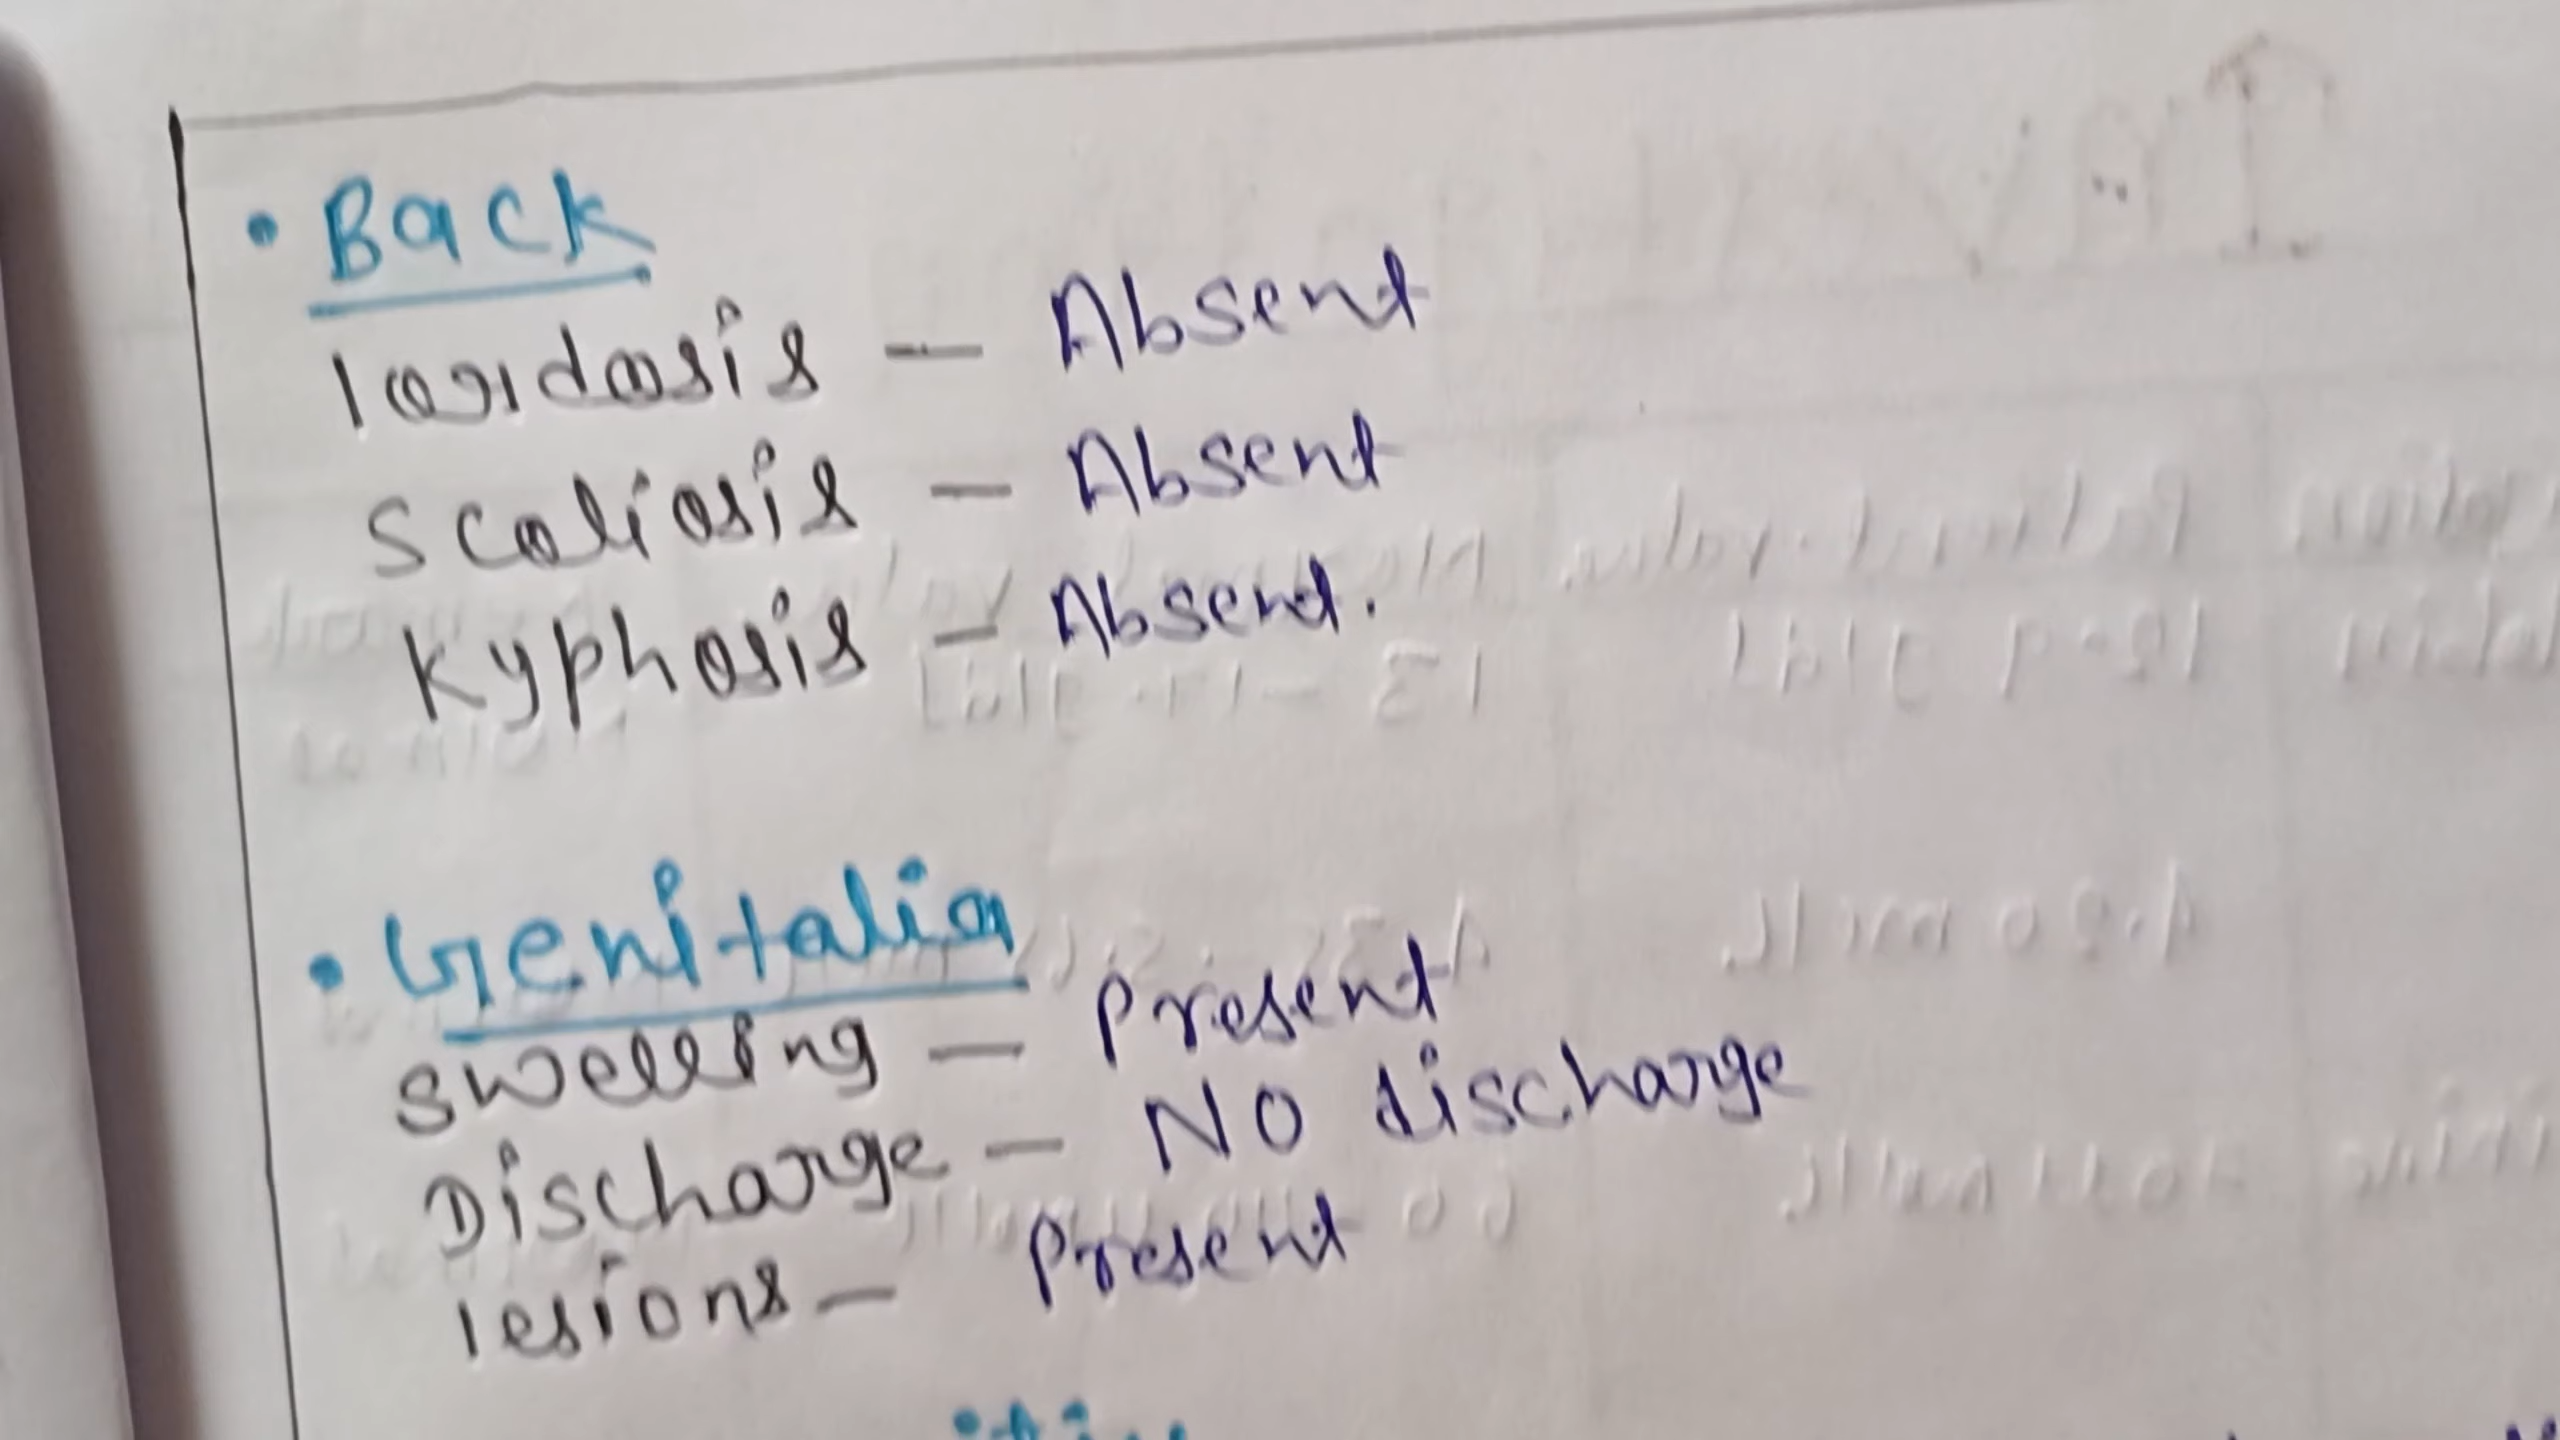 • Back
lordosis — Absent
Scoliosis — Absent
Kyphosis — Absent.
• Genitalia
Swelling — Present
Discharge — NO discharge
lesions — Present